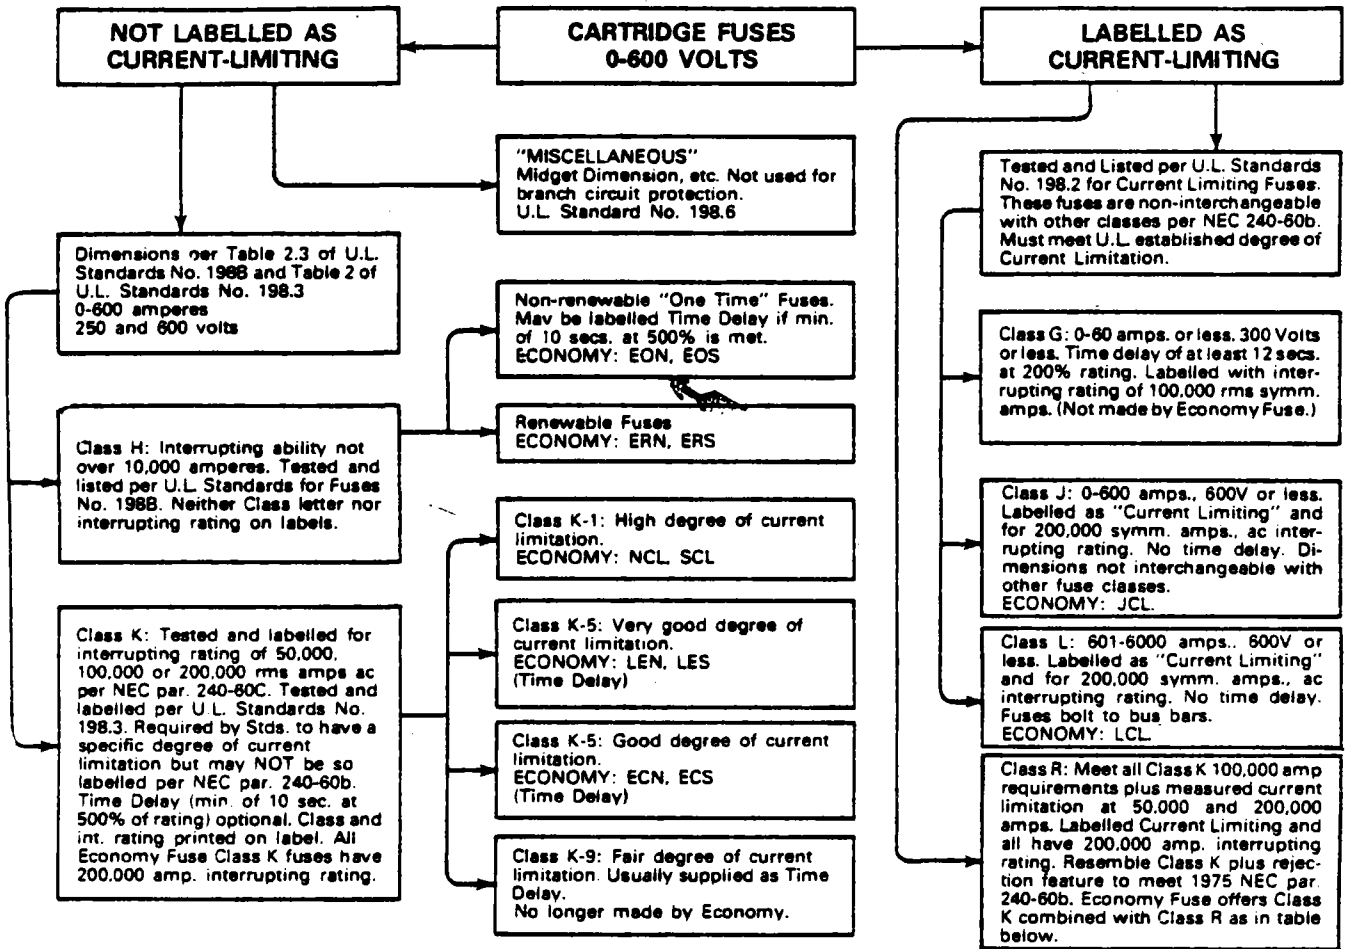 NOT LABELLED AS
CURRENT-LIMITING
CARTRIDGE FUSES
0-600 VOLTS
LABELLED AS
CURRENT-LIMITING
"MISCELLANEOUS"
Midget Dimension, etc. Not used for
branch circuit protection.
U.L. Standard No. 198.6
Dimensions per Table 2.3 of U.L.
Standards No. 198B and Table 2 of
U.L. Standards No. 198.3
0-600 amperes
250 and 600 volts
Non-renewable "One Time" Fuses.
May be labelled Time Delay if min.
of 10 secs. at 500% is met.
ECONOMY: EON, EOS
Renewable Fuses
ECONOMY: ERN, ERS
Class H: Interrupting ability not
over 10,000 amperes. Tested and
listed per U.L. Standards for Fuses
No. 198B. Neither Class letter nor
interrupting rating on labels.
Class K-1: High degree of current
limitation.
ECONOMY: NCL, SCL
Class K-5: Very good degree of
current limitation.
ECONOMY: LEN, LES
(Time Delay)
Class K-5: Good degree of current
limitation.
ECONOMY: ECN, ECS
(Time Delay)
Class K-9: Fair degree of current
limitation. Usually supplied as Time
Delay.
No longer made by Economy.
Class K: Tested and labelled for
interrupting rating of 50,000,
100,000 or 200,000 rms amps ac
per NEC par. 240-60C. Tested and
labelled per U.L. Standards No.
198.3. Required by Stds. to have a
specific degree of current
limitation but may NOT be so
labelled per NEC par. 240-60b.
Time Delay (min. of 10 sec. at
500% of rating) optional. Class and
int. rating printed on label. All
Economy Fuse Class K fuses have
200,000 amp. interrupting rating.
Tested and Listed per U.L. Standards
No. 198.2 for Current Limiting Fuses.
These fuses are non-interchangeable
with other classes per NEC 240-60b.
Must meet U.L. established degree of
Current Limitation.
Class G: 0-60 amps. or less. 300 Volts
or less. Time delay of at least 12 secs.
at 200% rating. Labelled with inter-
rupting rating of 100,000 rms symm.
amps. (Not made by Economy Fuse.)
Class J: 0-600 amps., 600V or less.
Labelled as "Current Limiting" and
for 200,000 symm. amps., ac inter-
rupting rating. No time delay. Di-
mensions not interchangeable with
other fuse classes.
ECONOMY: JCL.
Class L: 601-6000 amps.. 600V or
less. Labelled as "Current Limiting"
and for 200,000 symm. amps., ac
interrupting rating. No time delay.
Fuses bolt to bus bars.
ECONOMY: LCL.
Class R: Meet all Class K 100,000 amp
requirements plus measured current
limitation at 50.000 and 200,000
amps. Labelled Current Limiting and
all have 200.000 amp. interrupting
rating. Resemble Class K plus rejec-
tion feature to meet 1975 NEC par.
240-60b. Economy Fuse offers Class
K combined with Class R as in table
below.